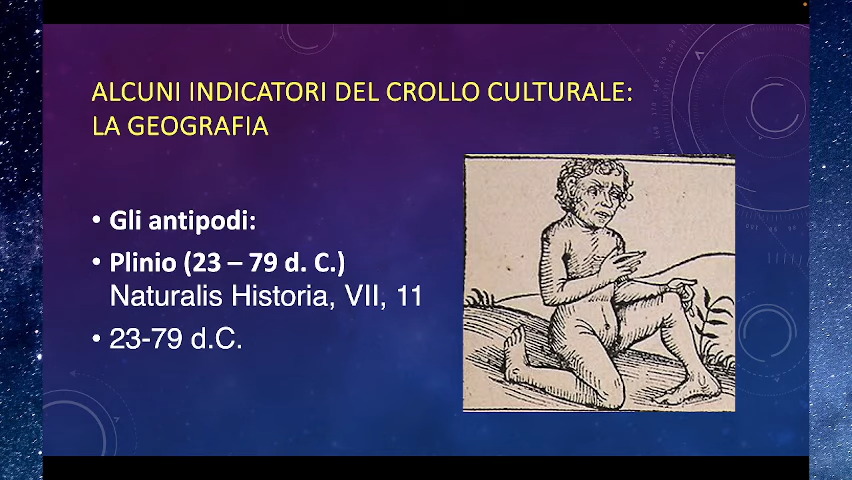 ALCUNI INDICATORI DEL CROLLO CULTURALE:
LA GEOGRAFIA
• Gli antipodi:
• Plinio (23 – 79 d. C.)
Naturalis Historia, VII, 11
• 23-79 d.C.